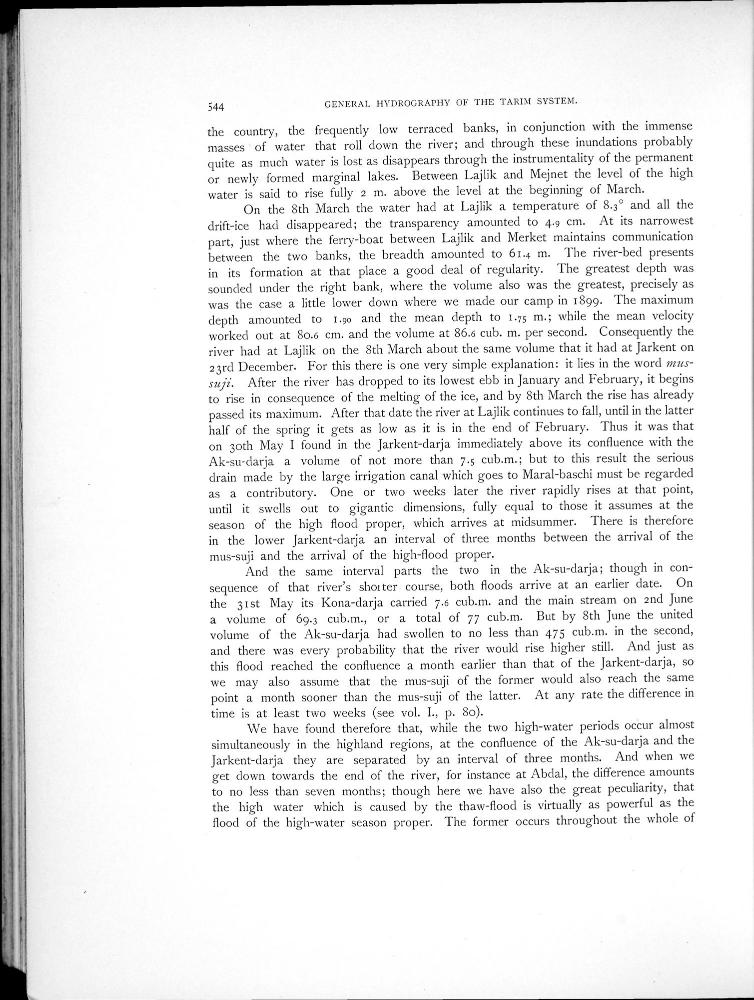 544
GENERAL HYDROGRAPHY OF THE TARIM SYSTEM.
the country, the frequently low terraced banks, in conjunction with the immense
masses of water that roll down the river; and through these inundations probably
quite as much water is lost as disappears through the instrumentality of the permanent
or newly formed marginal lakes. Between Lajlik and Mejnet the level of the high
water is said to rise fully 2 m. above the level at the beginning of March.
On the 8th March the water had at Lajlik a temperature of 8.3° and all the
drift-ice had disappeared; the transparency amounted to 4.9 cm. At its narrowest
part, just where the ferry-boat between Lajlik and Merket maintains communication
between the two banks, the breadth amounted to 61.4 m. The river-bed presents
in its formation at that place a good deal of regularity. The greatest depth was
sounded under the right bank, where the volume also was the greatest, precisely as
was the case a little lower down where we made our camp in 1899. The maximum
depth amounted to 1.90 and the mean depth to 1.75 m.; while the mean velocity
worked out at 80.6 cm. and the volume at 86.6 cub. m. per second. Consequently the
river had at Lajlik on the 8th March about the same volume that it had at Jarkent on
23rd December. For this there is one very simple explanation: it lies in the word mus-
suji. After the river has dropped to its lowest ebb in January and February, it begins
to rise in consequence of the melting of the ice, and by 8th March the rise has already
passed its maximum. After that date the river at Lajlik continues to fall, until in the latter
half of the spring it gets as low as it is in the end of February. Thus it was that
on 30th May I found in the Jarkent-darja immediately above its confluence with the
Ak-su-darja a volume of not more than 7.5 cub.m.; but to this result the serious
drain made by the large irrigation canal which goes to Maral-baschi must be regarded
as a contributory. One or two weeks later the river rapidly rises at that point,
until it swells out to gigantic dimensions, fully equal to those it assumes at the
season of the high flood proper, which arrives at midsummer. There is therefore
in the lower Jarkent-darja an interval of three months between the arrival of the
mus-suji and the arrival of the high-flood proper.
And the same interval parts the two in the Ak-su-darja; though in con-
sequence of that river's shorter course, both floods arrive at an earlier date. On
the 31st May its Kona-darja carried 7.6 cub.m. and the main stream on 2nd June
a volume of 69.3 cub.m., or a total of 77 cub.m. But by 8th June the united
volume of the Ak-su-darja had swollen to no less than 475 cub.m. in the second,
and there was every probability that the river would rise higher still. And just as
this flood reached the confluence a month earlier than that of the Jarkent-darja, so
we may also assume that the mus-suji of the former would also reach the same
point a month sooner than the mus-suji of the latter. At any rate the difference in
time is at least two weeks (see vol. I., p. 80).
We have found therefore that, while the two high-water periods occur almost
simultaneously in the highland regions, at the confluence of the Ak-su-darja and the
Jarkent-darja they are separated by an interval of three months. And when we
get down towards the end of the river, for instance at Abdal, the difference amounts
to no less than seven months; though here we have also the great peculiarity, that
the high water which is caused by the thaw-flood is virtually as powerful as the
flood of the high-water season proper. The former occurs throughout the whole of